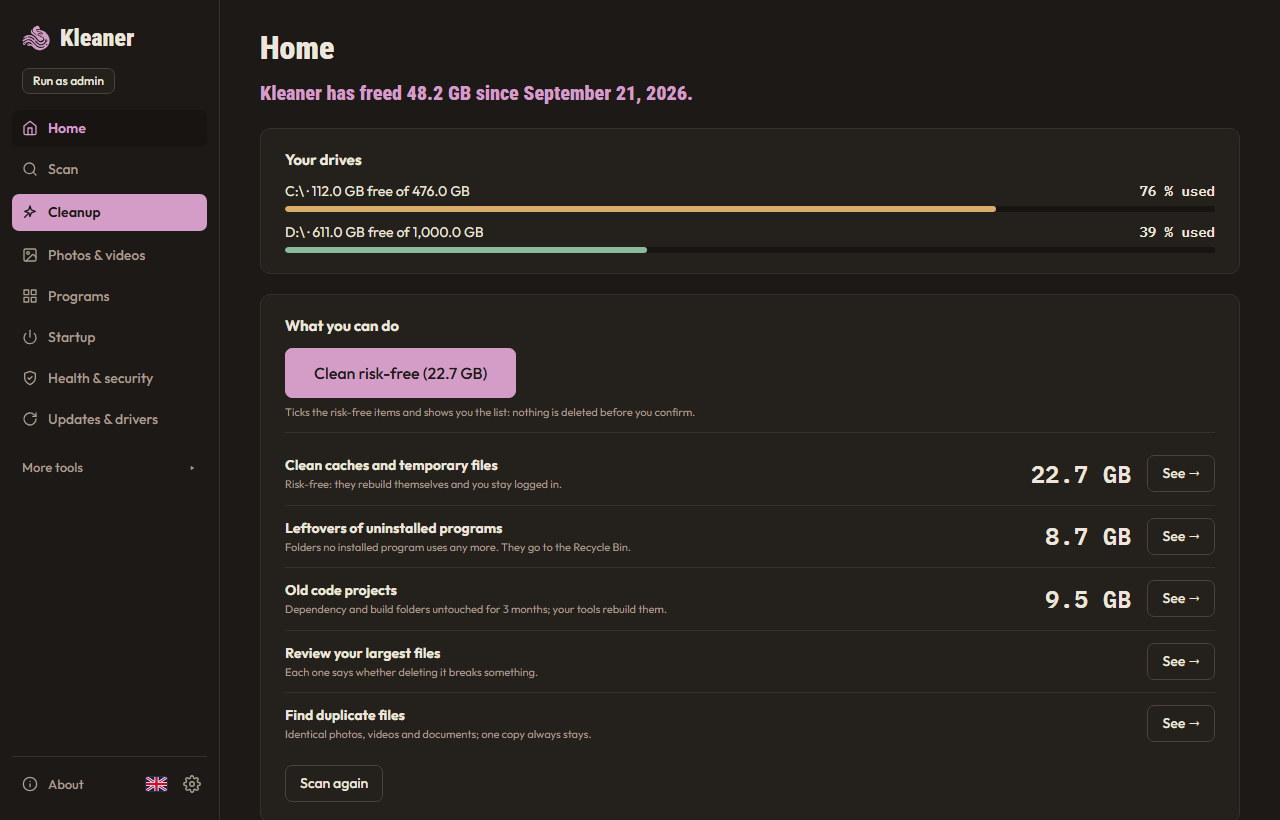 Kleaner
Run as admin
Home
Scan
Cleanup
Photos & videos
Programs
Startup
Health & security
Updates & drivers
More tools
About
Home
Kleaner has freed 48.2 GB since September 21, 2026.
Your drives
C:\ · 112.0 GB free of 476.0 GB
76 % used
D:\ · 611.0 GB free of 1,000.0 GB
39 % used
What you can do
Clean risk-free (22.7 GB)
Ticks the risk-free items and shows you the list: nothing is deleted before you confirm.
Clean caches and temporary files
Risk-free: they rebuild themselves and you stay logged in.
22.7 GB
See →
Leftovers of uninstalled programs
Folders no installed program uses any more. They go to the Recycle Bin.
8.7 GB
See →
Old code projects
Dependency and build folders untouched for 3 months; your tools rebuild them.
9.5 GB
See →
Review your largest files
Each one says whether deleting it breaks something.
See →
Find duplicate files
Identical photos, videos and documents; one copy always stays.
See →
Scan again